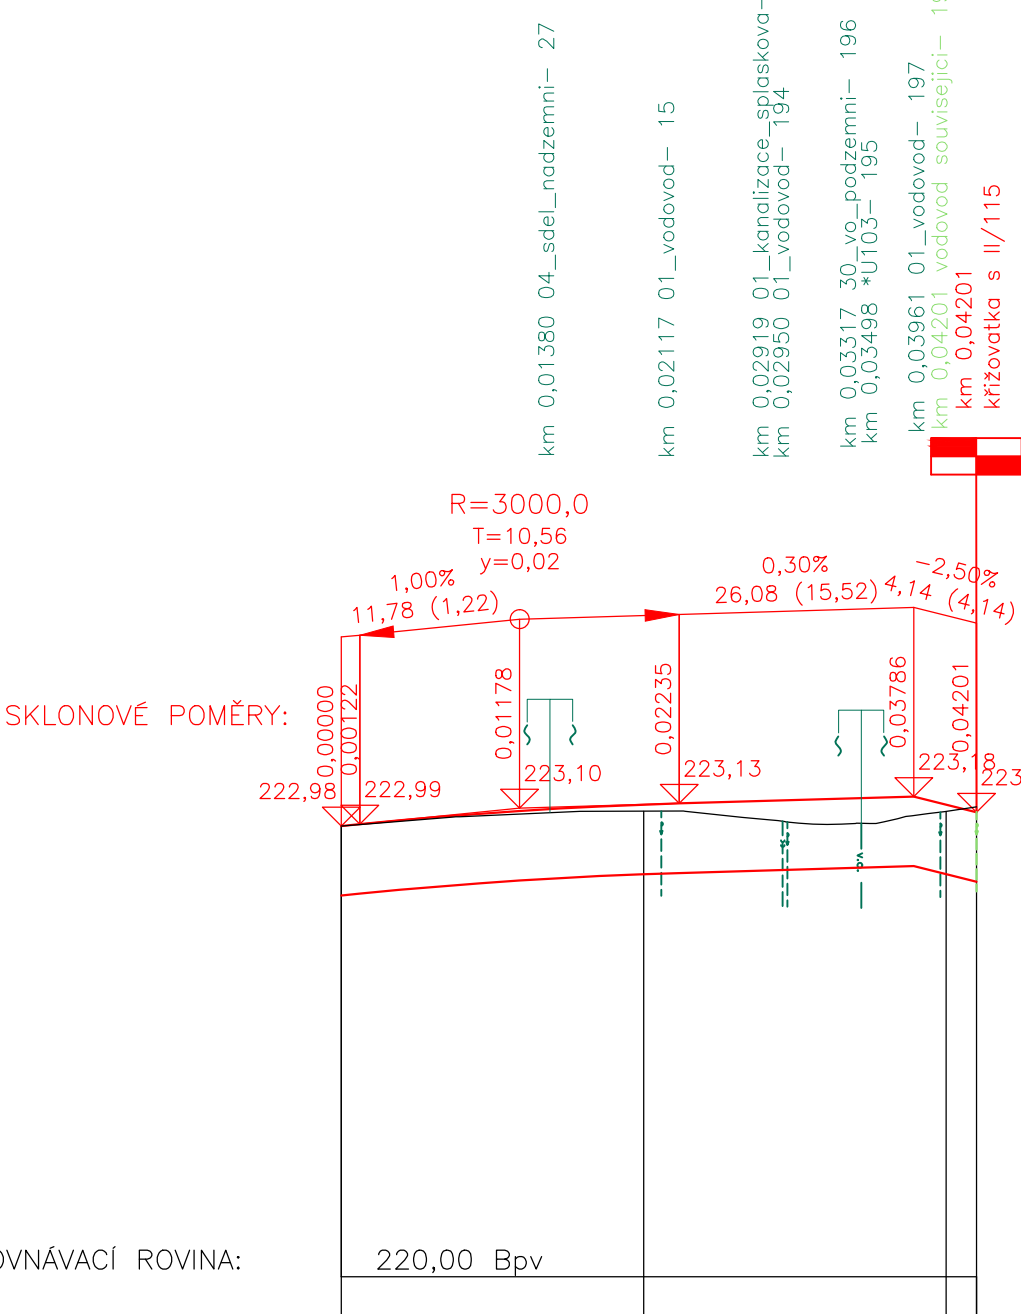 km 0,01380 04_sdel_nadzemni– 27
km 0,02117 01_vodovod– 15
km 0,02919 01_kanalizace_splaskova–
km 0,02950 01_vodovod– 194
km 0,03317 30_vo_podzemni– 196
km 0,03498 *U103– 195
km 0,03961 01_vodovod– 197
km 0,04201 vodovod souvisejici–
km 0,04201
křižovatka s II/115
R=3000,0
T=10,56
y=0,02
1,00%
11,78 (1,22)
0,30%
26,08 (15,52)
–2,50%
4,14 (4,14)
SKLONOVÉ POMĚRY:
0,00000
0,00122
0,01178
0,02235
0,03786
0,04201
222,98
222,99
223,10
223,13
223,18
223
v.o.
OVNÁVACÍ ROVINA:
220,00 Bpv